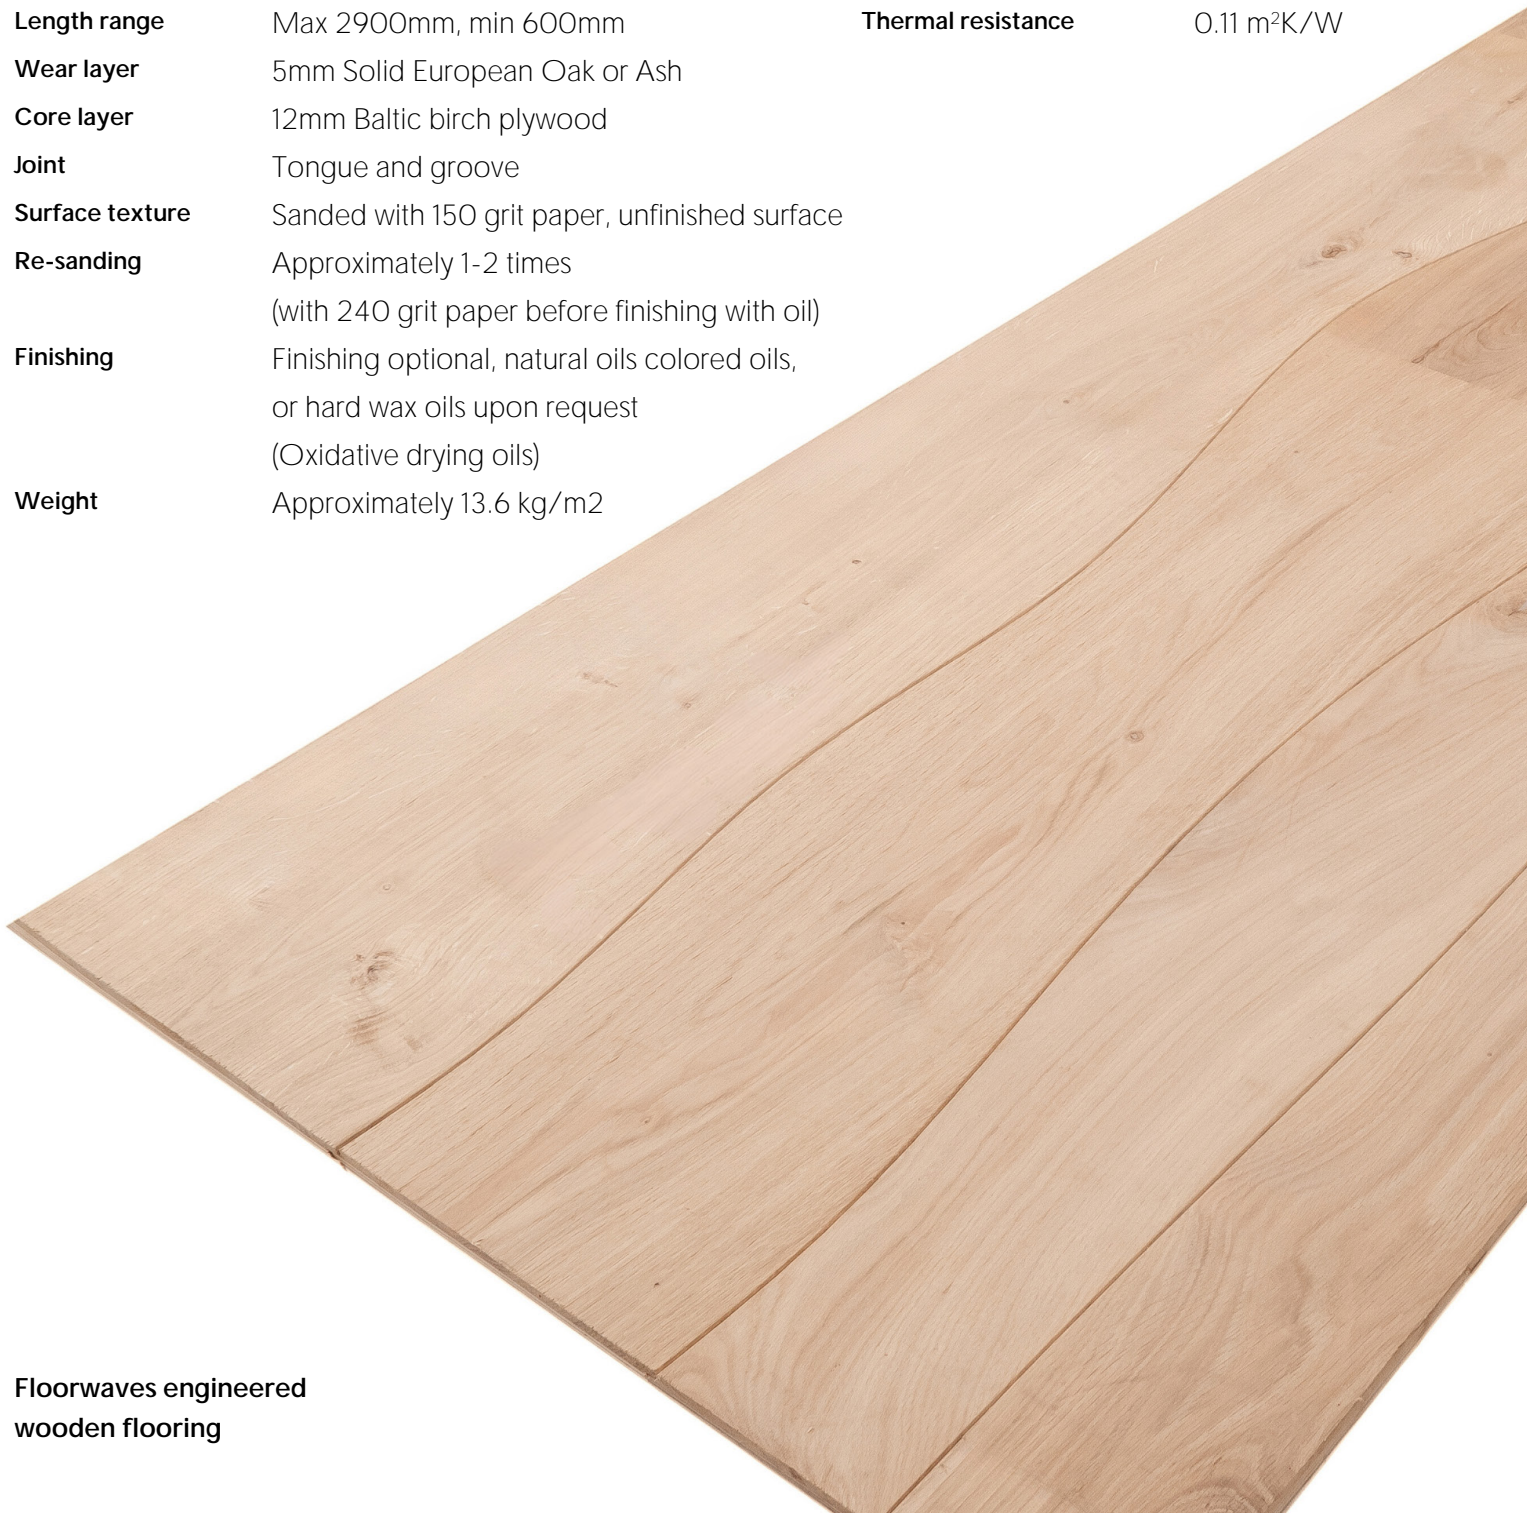 Length range Max 2900mm, min 600mm
Wear layer 5mm Solid European Oak or Ash
Core layer 12mm Baltic birch plywood
Joint Tongue and groove
Surface texture Sanded with 150 grit paper, unfinished surface
Re-sanding Approximately 1-2 times
(with 240 grit paper before finishing with oil)
Finishing Finishing optional, natural oils colored oils,
or hard wax oils upon request
(Oxidative drying oils)
Weight Approximately 13.6 kg/m2
Thermal resistance 0.11 m²K/W
Floorwaves engineered
wooden flooring